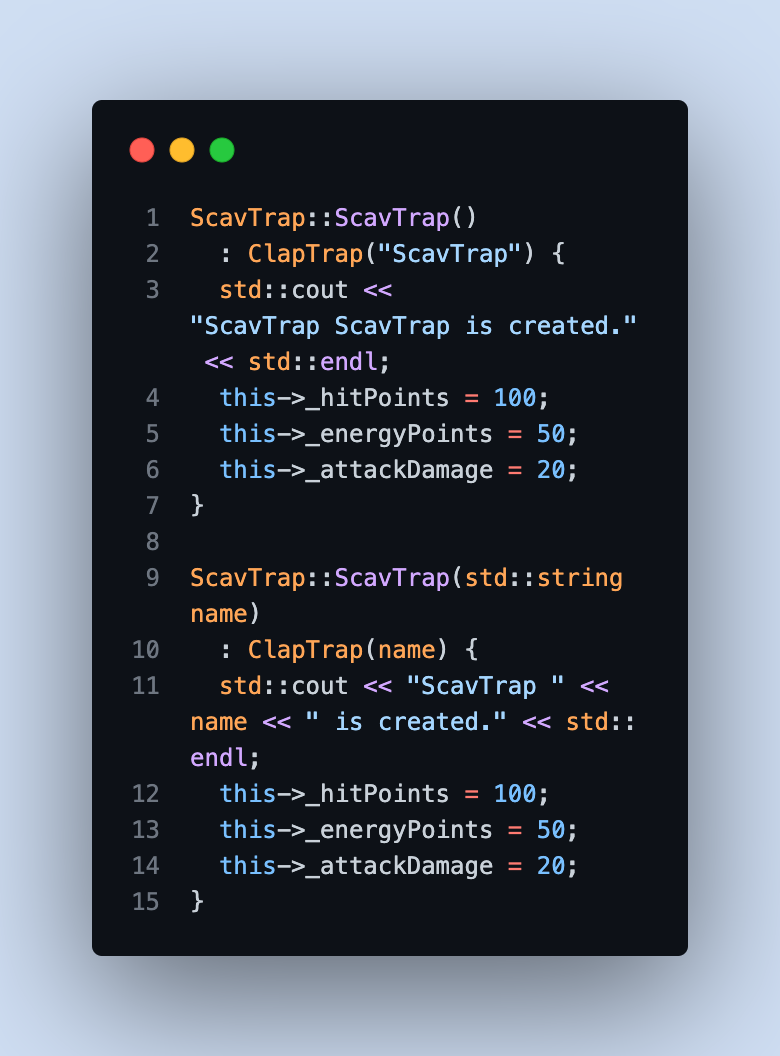 1 ScavTrap::ScavTrap()
2   : ClapTrap("ScavTrap") {
3   std::cout <<
"ScavTrap ScavTrap is created."
 << std::endl;
4   this->_hitPoints = 100;
5   this->_energyPoints = 50;
6   this->_attackDamage = 20;
7 }
8
9 ScavTrap::ScavTrap(std::string
name)
10   : ClapTrap(name) {
11   std::cout << "ScavTrap " <<
name << " is created." << std::
endl;
12   this->_hitPoints = 100;
13   this->_energyPoints = 50;
14   this->_attackDamage = 20;
15 }